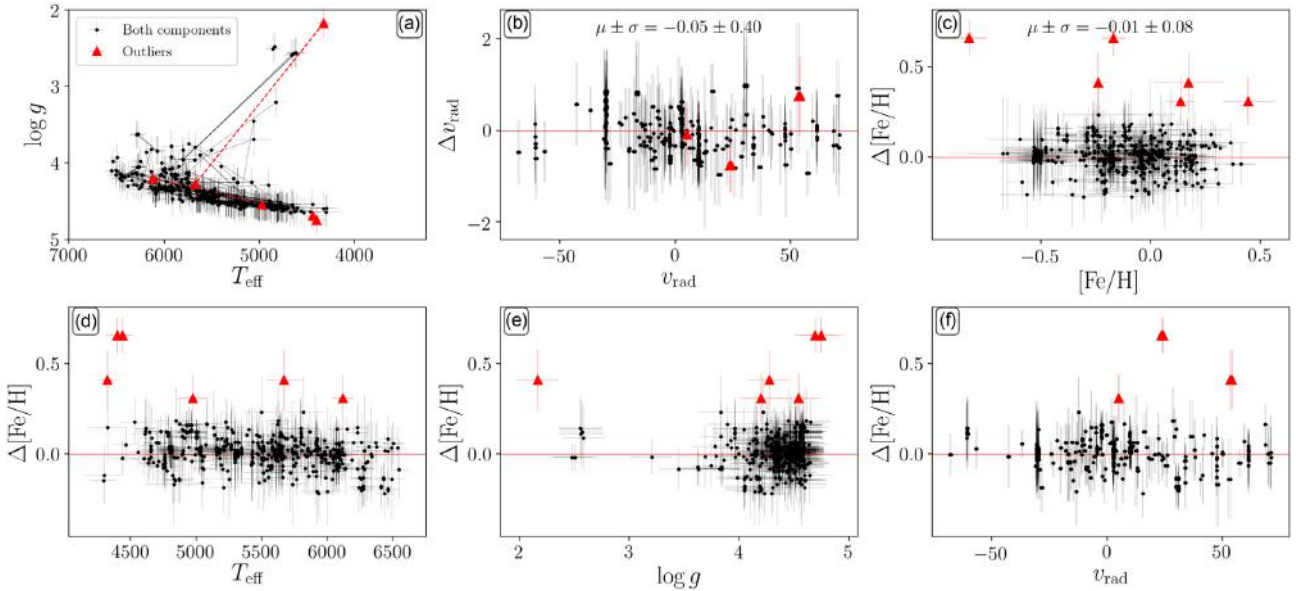 (a)
Both components
Outliers
2
3
4
5
log g
7000 6000 5000 4000
T_eff
(b)
μ ± σ = −0.05 ± 0.40
2
0
−2
Δv_rad
−50 0 50
v_rad
(c)
μ ± σ = −0.01 ± 0.08
0.5
0.0
Δ[Fe/H]
−0.5 0.0 0.5
[Fe/H]
(d)
0.5
0.0
Δ[Fe/H]
4500 5000 5500 6000 6500
T_eff
(e)
0.5
0.0
Δ[Fe/H]
2 3 4 5
log g
(f)
0.5
0.0
Δ[Fe/H]
−50 0 50
v_rad